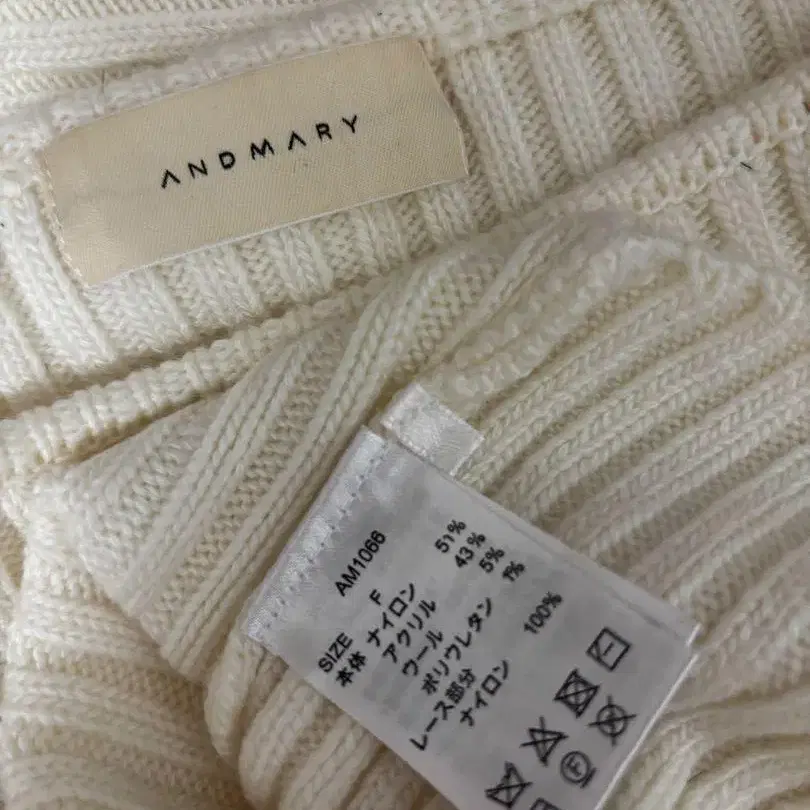 ANDMARY
AM1066
SIZE F
本体 ナイロン 51%
アクリル 43%
ウール 5%
ポリウレタン 1%
レース部分
ナイロン 100%
F